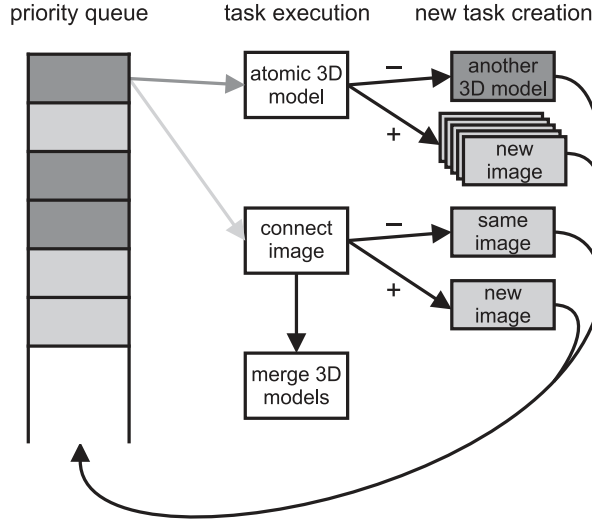 priority queue
task execution
new task creation
atomic 3D
model
−
another
3D model
+
new
image
connect
image
−
same
image
+
new
image
merge 3D
models